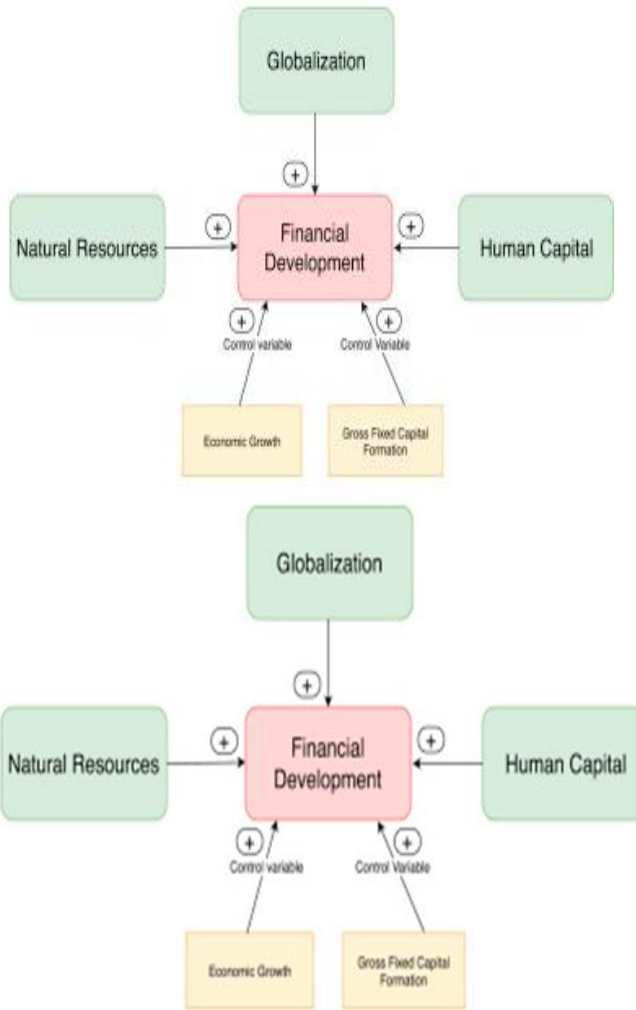 Globalization
+
Natural Resources
+
Financial
Development
+
Human Capital
+
Control variable
+
Control Variable
Economic Growth
Gross Fixed Capital
Formation
Globalization
+
Natural Resources
+
Financial
Development
+
Human Capital
+
Control variable
+
Control Variable
Economic Growth
Gross Fixed Capital
Formation